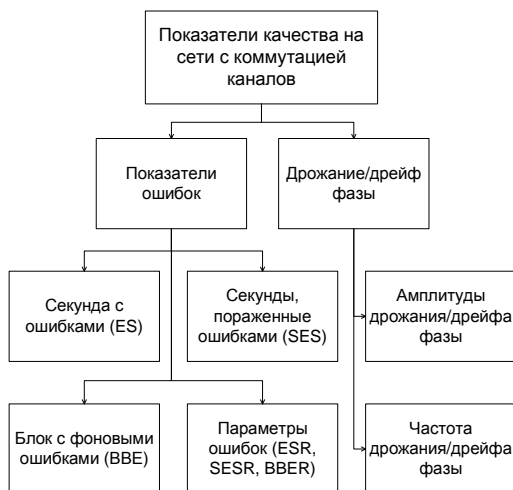 Показатели качества на
сети с коммутацией
каналов
Показатели
ошибок
Дрожание/дрейф
фазы
Секунда с
ошибками (ES)
Секунды,
пораженные
ошибками (SES)
Амплитуды
дрожания/дрейфа
фазы
Блок с фоновыми
ошибками (BBE)
Параметры
ошибок (ESR,
SESR, BBER)
Частота
дрожания/дрейфа
фазы